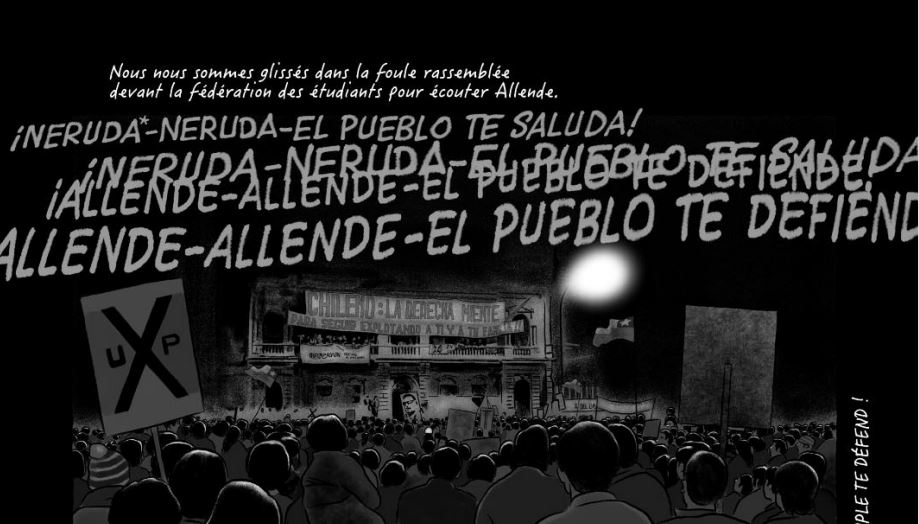 Nous nous sommes glissés dans la foule rassemblée
devant la fédération des étudiants pour écouter Allende.
¡NERUDA*-NERUDA-EL PUEBLO TE SALUDA!
¡NERUDA-NERUDA-EL PUEBLO TE SALUDA
¡ALLENDE-ALLENDE-EL PUEBLO TE DEFIENDE!
ALLENDE-ALLENDE-EL PUEBLO TE DEFIEND
CHILENO: LA DERECHA MIENTE
PARA SEGUIR EXPLOTANDO A TI Y A TU
U X P
PLE TE DÉFEND !